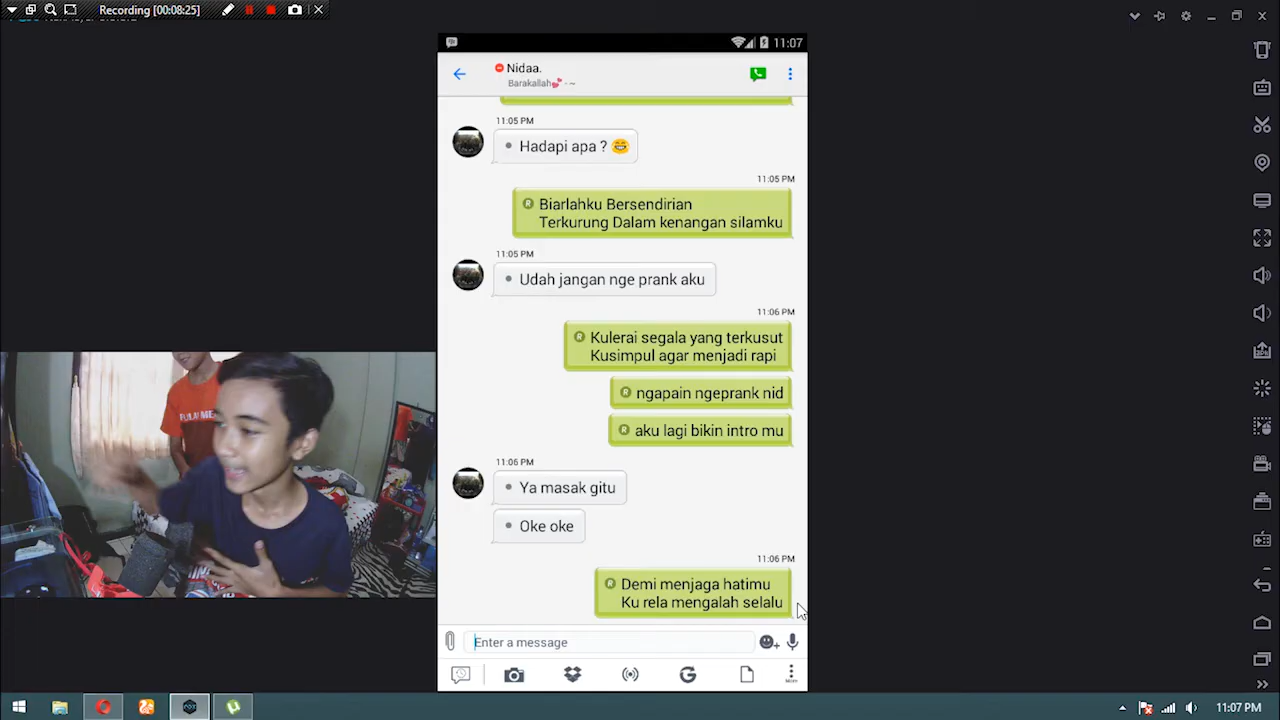 Recording [00:08:25]
11:07
Nidaa.
Barakallah💕 - ~
11:05 PM
Hadapi apa ? 😁
11:05 PM
R Biarlahku Bersendirian
Terkurung Dalam kenangan silamku
11:05 PM
Udah jangan nge prank aku
11:06 PM
R Kulerai segala yang terkusut
Kusimpul agar menjadi rapi
R ngapain ngeprank nid
R aku lagi bikin intro mu
11:06 PM
Ya masak gitu
Oke oke
11:06 PM
R Demi menjaga hatimu
Ku rela mengalah selalu
Enter a message
More
11:07 PM